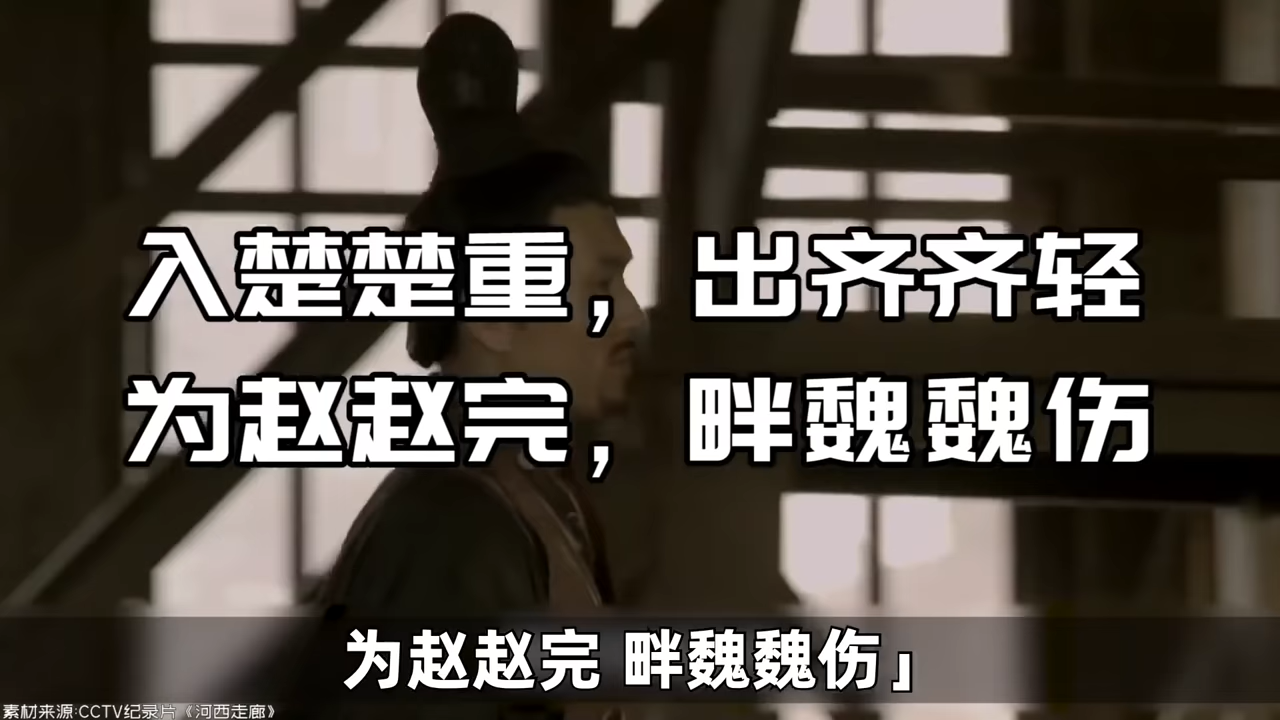 入楚楚重，出齐齐轻
为赵赵完，畔魏魏伤
为赵赵完 畔魏魏伤」
素材来源:CCTV纪录片《河西走廊》